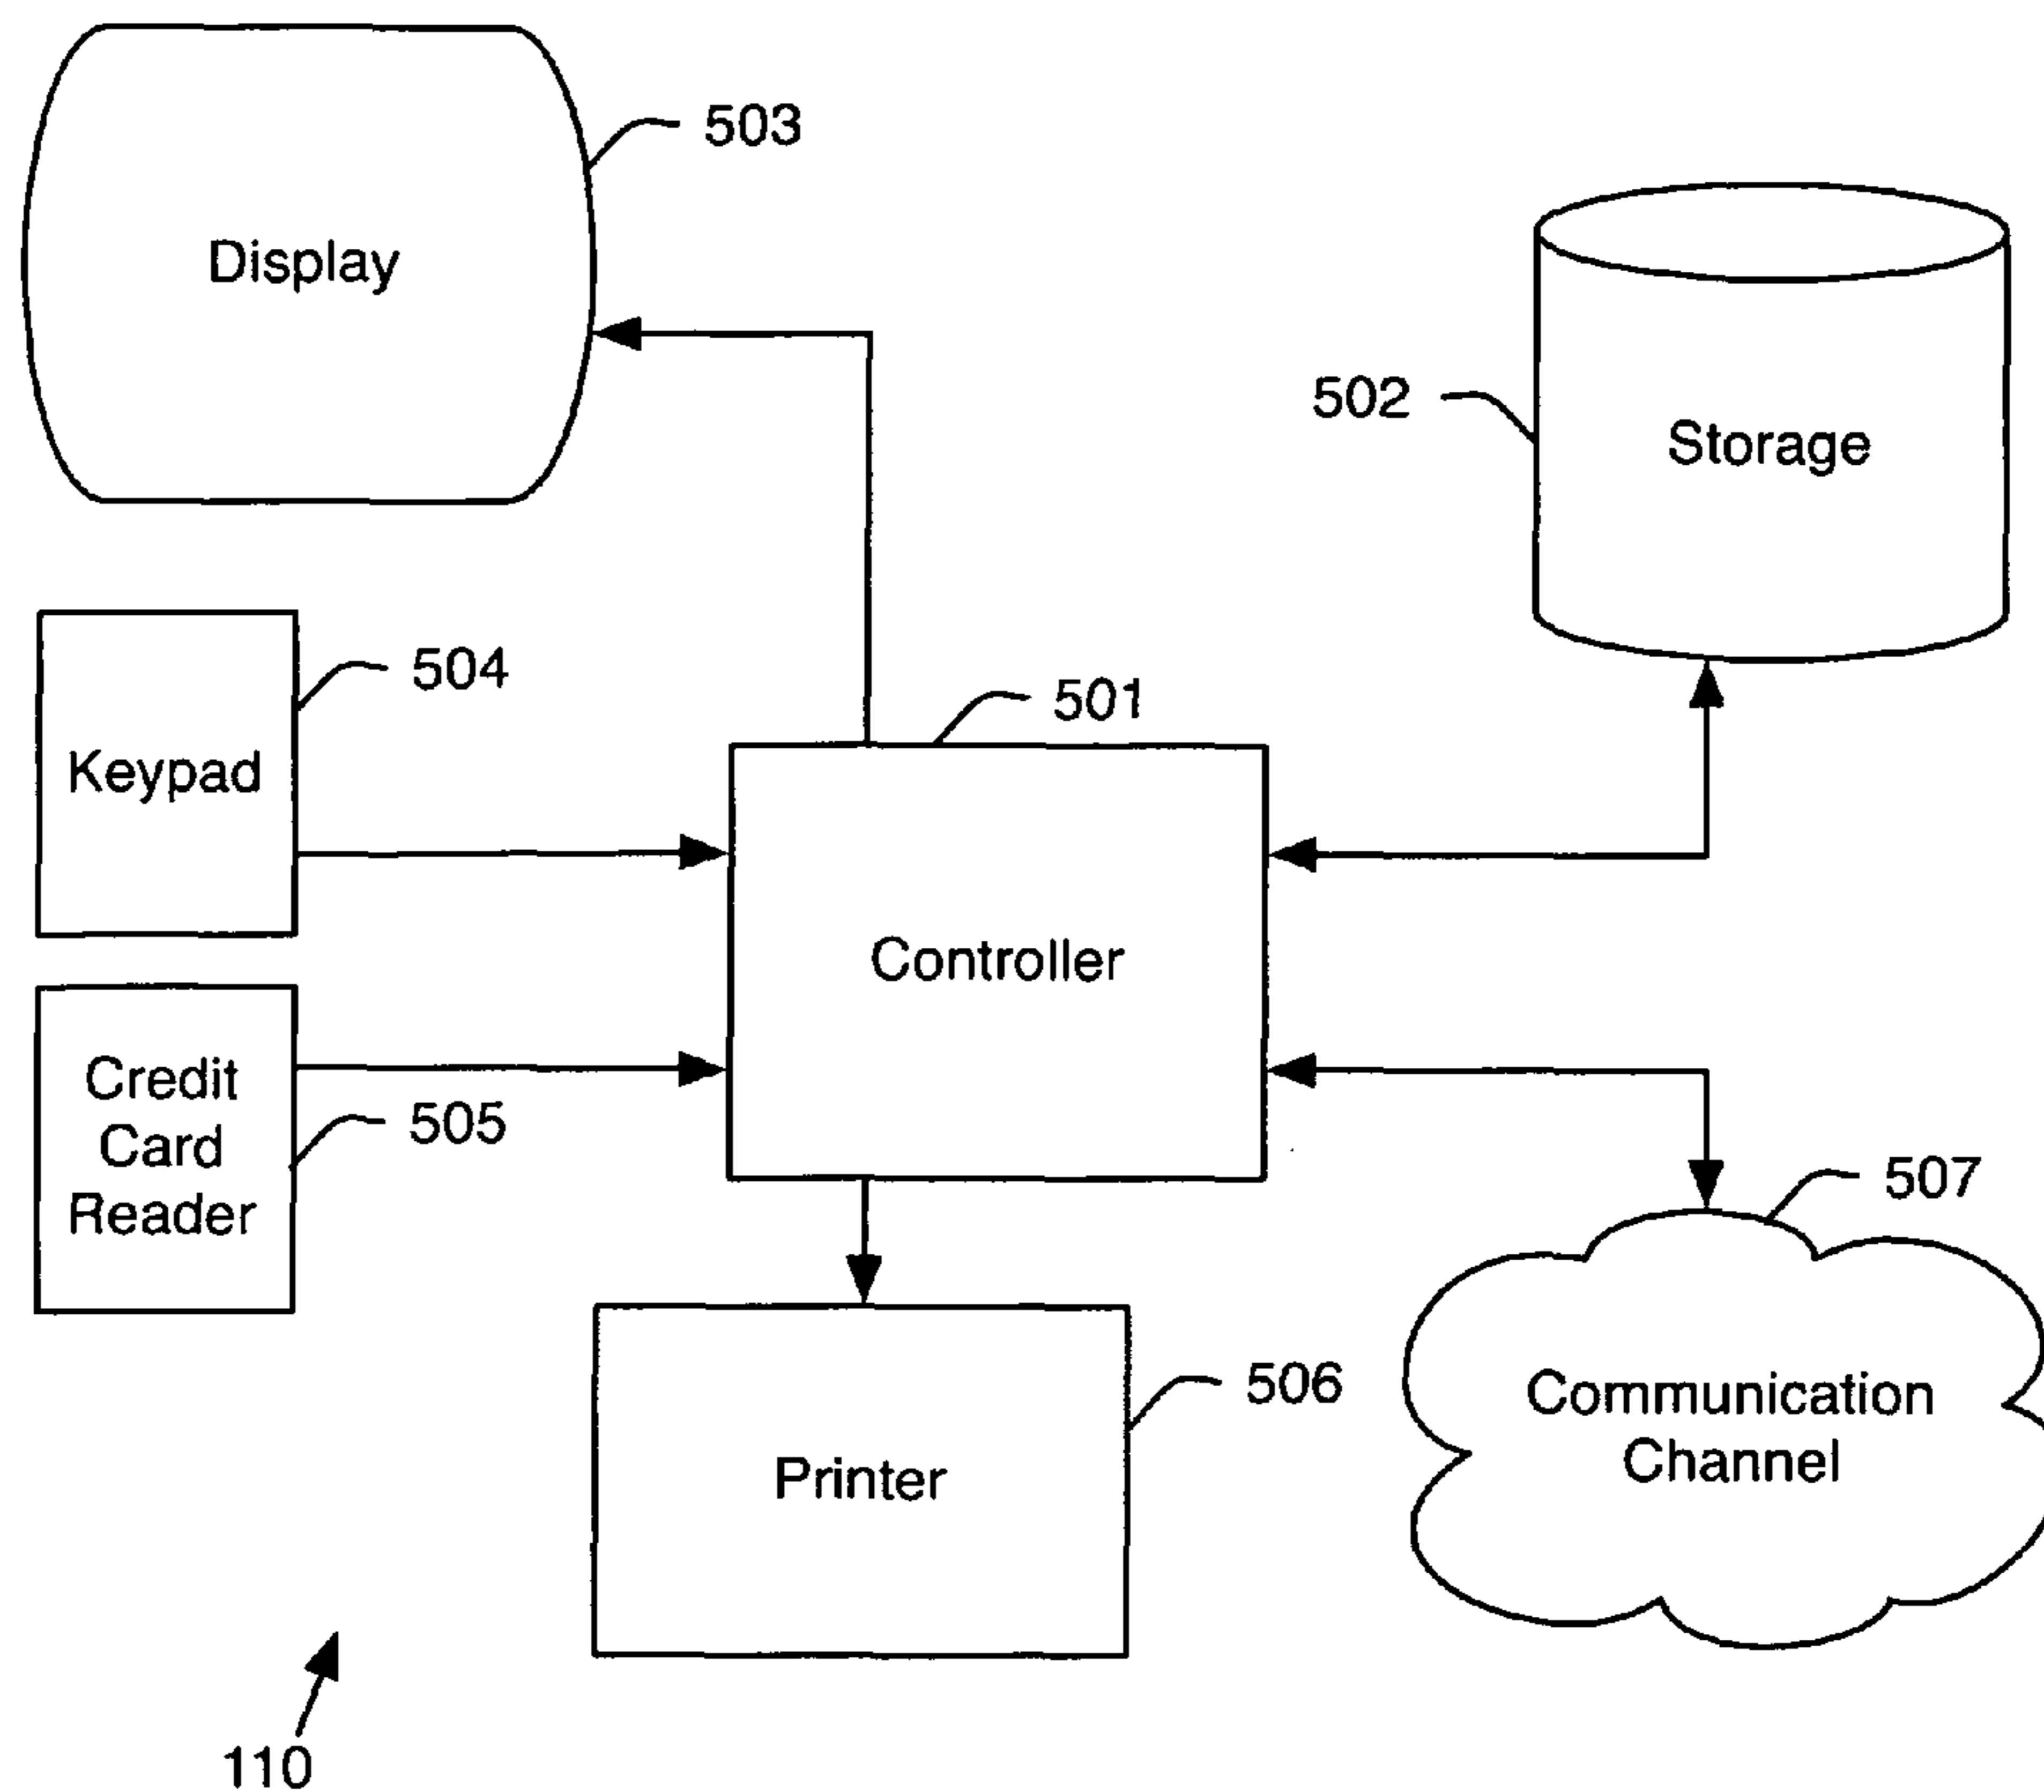 503
Display
502
Storage
504
Keypad
501
Controller
Credit
Card
Reader
505
507
506
Printer
Communication
Channel
110